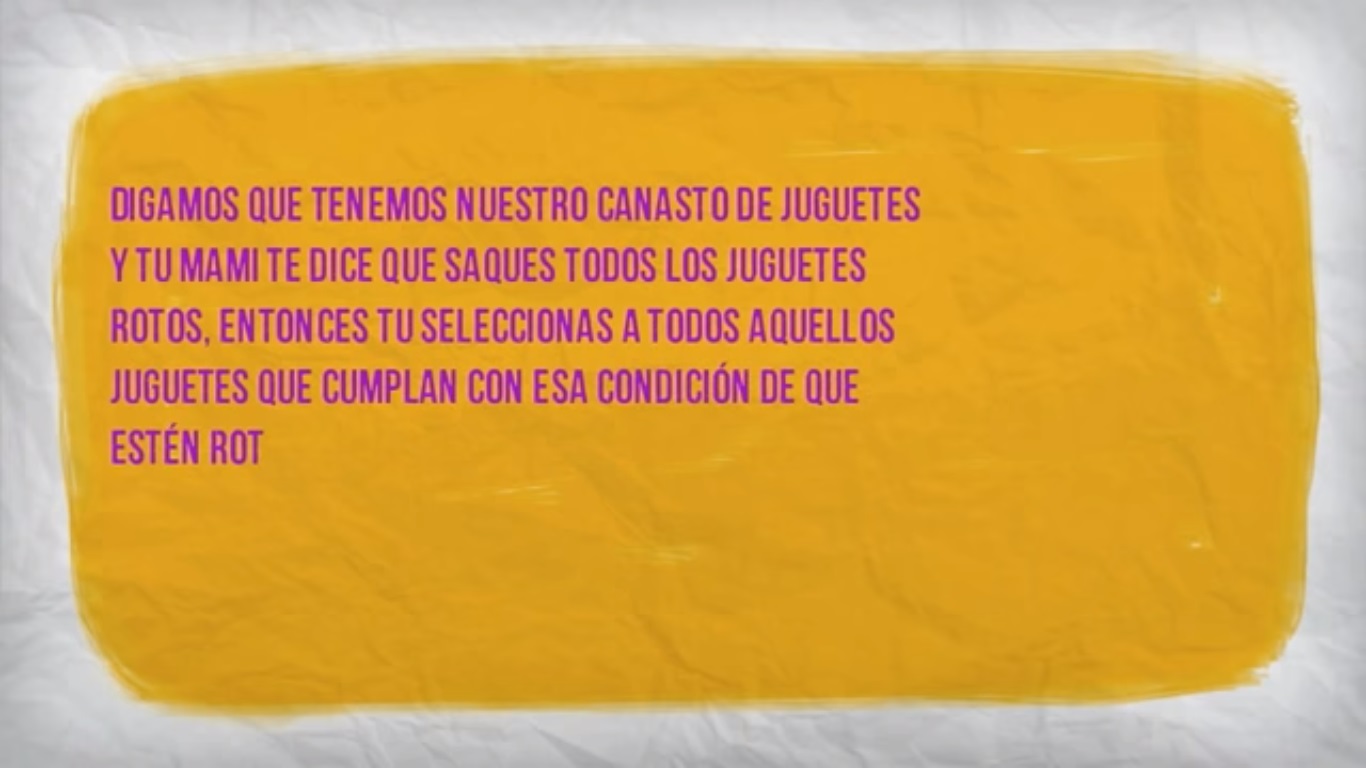 DIGAMOS QUE TENEMOS NUESTRO CANASTO DE JUGUETES
Y TU MAMI TE DICE QUE SAQUES TODOS LOS JUGUETES
ROTOS, ENTONCES TU SELECCIONAS A TODOS AQUELLOS
JUGUETES QUE CUMPLAN CON ESA CONDICIÓN DE QUE
ESTÉN ROT